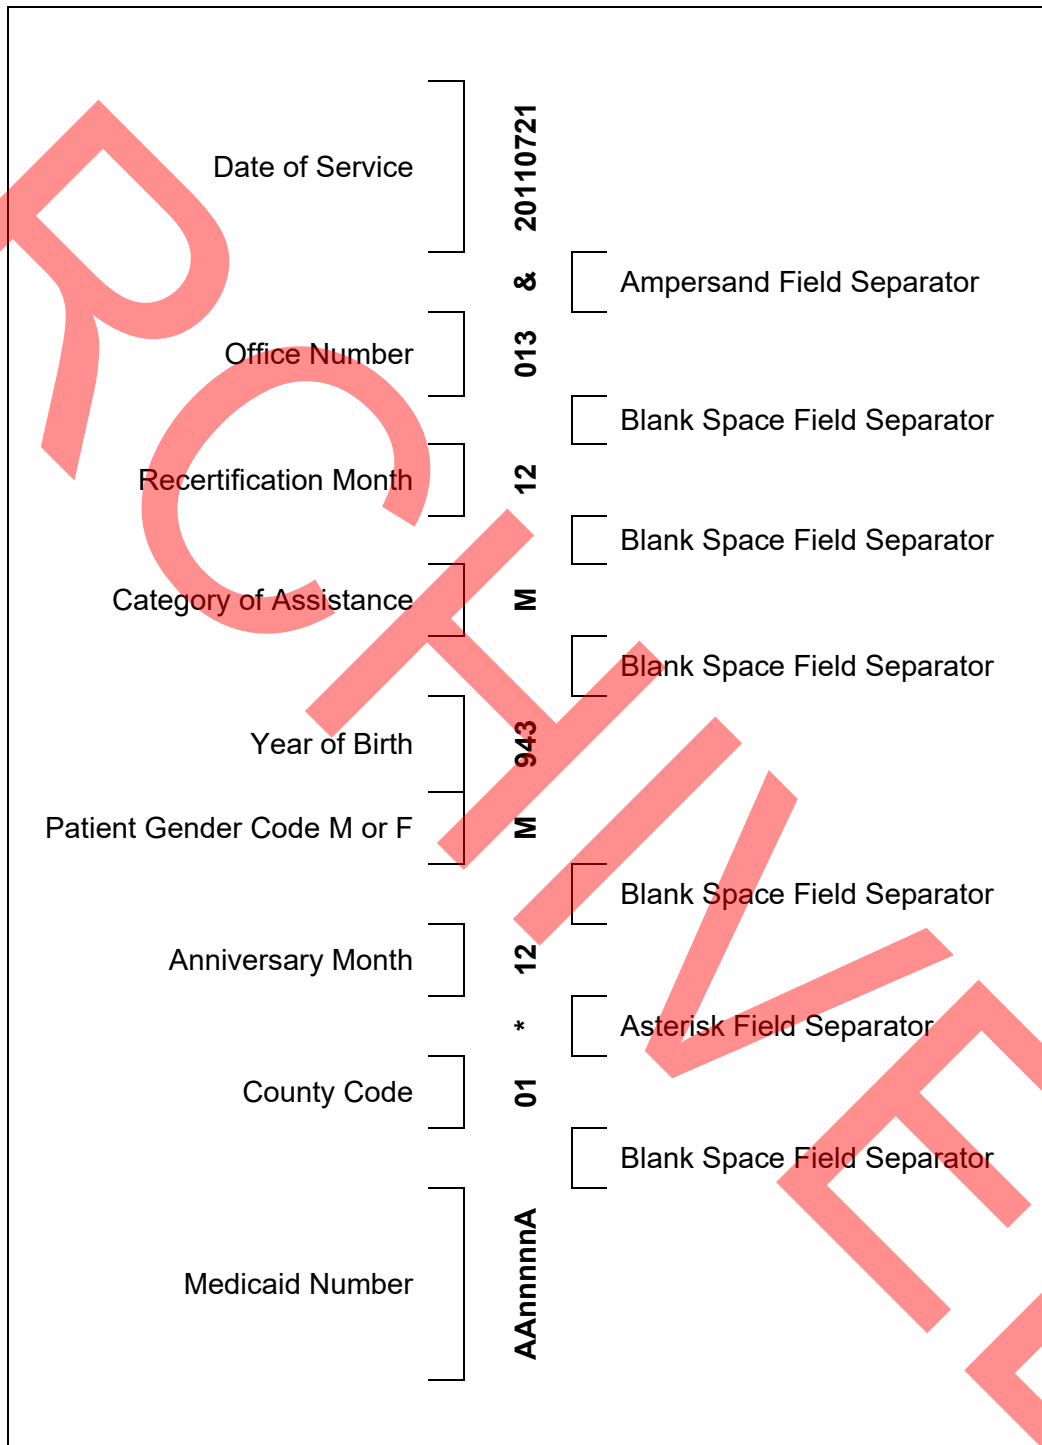 Date of Service
20110721
&
Ampersand Field Separator
Office Number
013
Blank Space Field Separator
Recertification Month
12
Blank Space Field Separator
Category of Assistance
M
Blank Space Field Separator
Year of Birth
943
Patient Gender Code M or F
M
Blank Space Field Separator
Anniversary Month
12
*
Asterisk Field Separator
County Code
01
Blank Space Field Separator
Medicaid Number
AAnnnnnA
RCHIVE